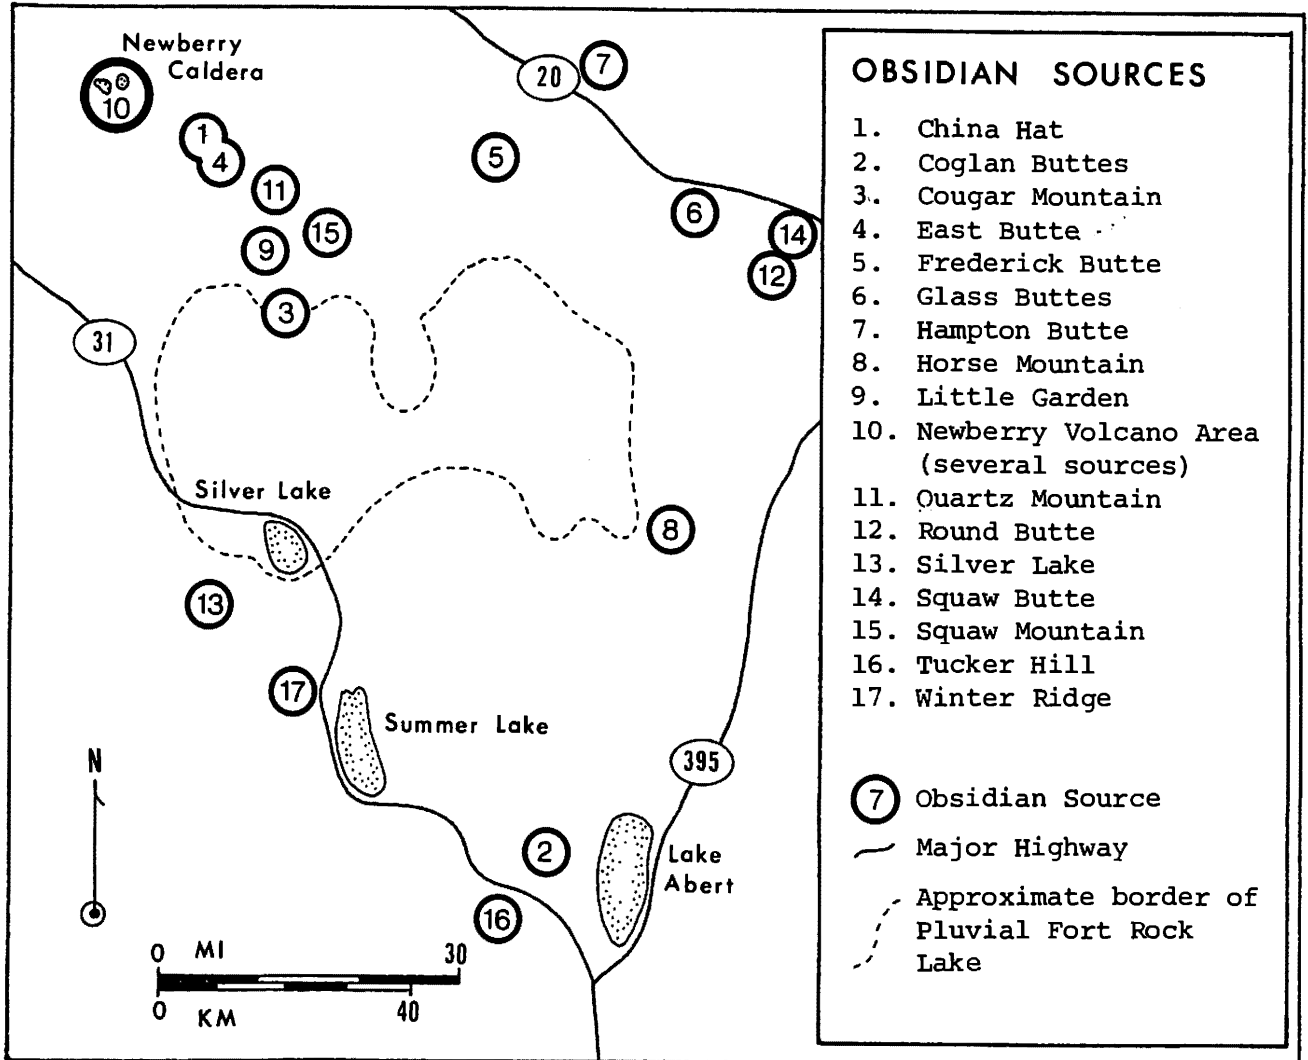 Newberry
Caldera
10
1
4
11
15
9
3
5
20
7
6
14
12
31
Silver Lake
8
13
17
Summer Lake
395
N
2
Lake
Abert
16
0 MI 30
0 KM 40
OBSIDIAN SOURCES
1. China Hat
2. Coglan Buttes
3. Cougar Mountain
4. East Butte
5. Frederick Butte
6. Glass Buttes
7. Hampton Butte
8. Horse Mountain
9. Little Garden
10. Newberry Volcano Area
(several sources)
11. Quartz Mountain
12. Round Butte
13. Silver Lake
14. Squaw Butte
15. Squaw Mountain
16. Tucker Hill
17. Winter Ridge
7 Obsidian Source
Major Highway
Approximate border of
Pluvial Fort Rock
Lake